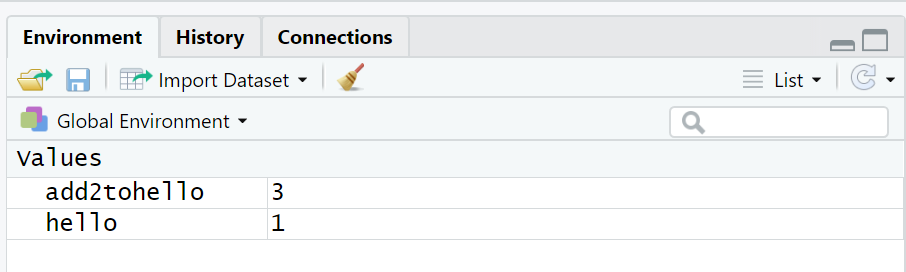 Environment History Connections
Import Dataset List
Global Environment
Values
add2tohello 3
hello 1